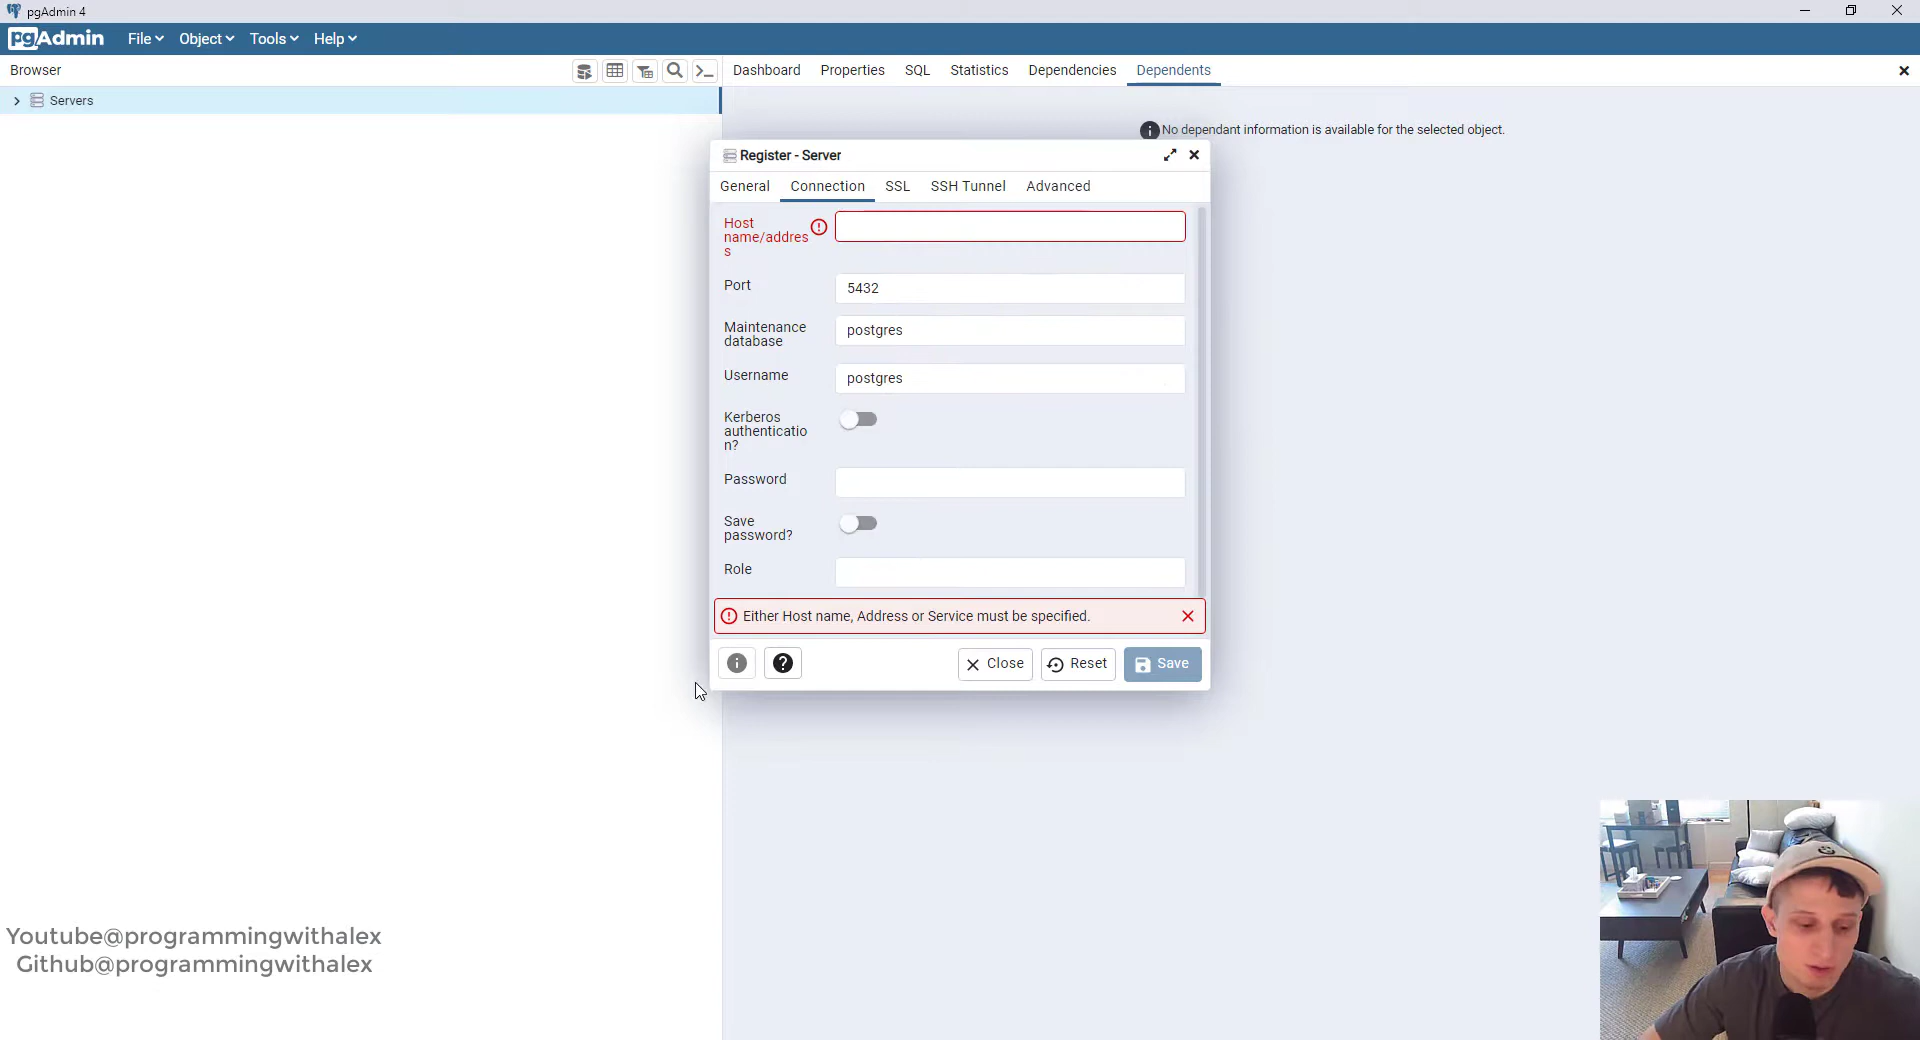 pgAdmin 4
pgAdmin File Object Tools Help
Browser
Dashboard Properties SQL Statistics Dependencies Dependents
Servers
No dependant information is available for the selected object.
Register - Server
General Connection SSL SSH Tunnel Advanced
Host
name/addres
s
Port 5432
Maintenance
database
postgres
Username postgres
Kerberos
authenticatio
n?
Password
Save
password?
Role
Either Host name, Address or Service must be specified.
Close Reset Save
Youtube@programmingwithalex
Github@programmingwithalex